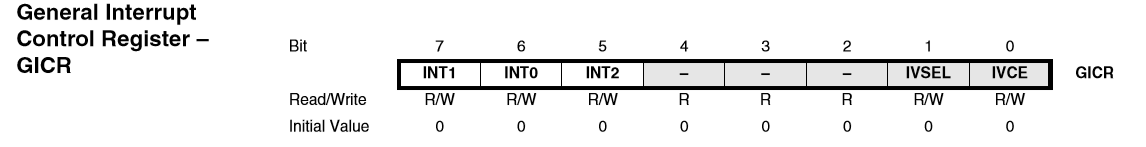 General Interrupt
Control Register –
GICR
Bit 7 6 5 4 3 2 1 0
INT1 INT0 INT2 – – – IVSEL IVCE GICR
Read/Write R/W R/W R/W R R R R/W R/W
Initial Value 0 0 0 0 0 0 0 0